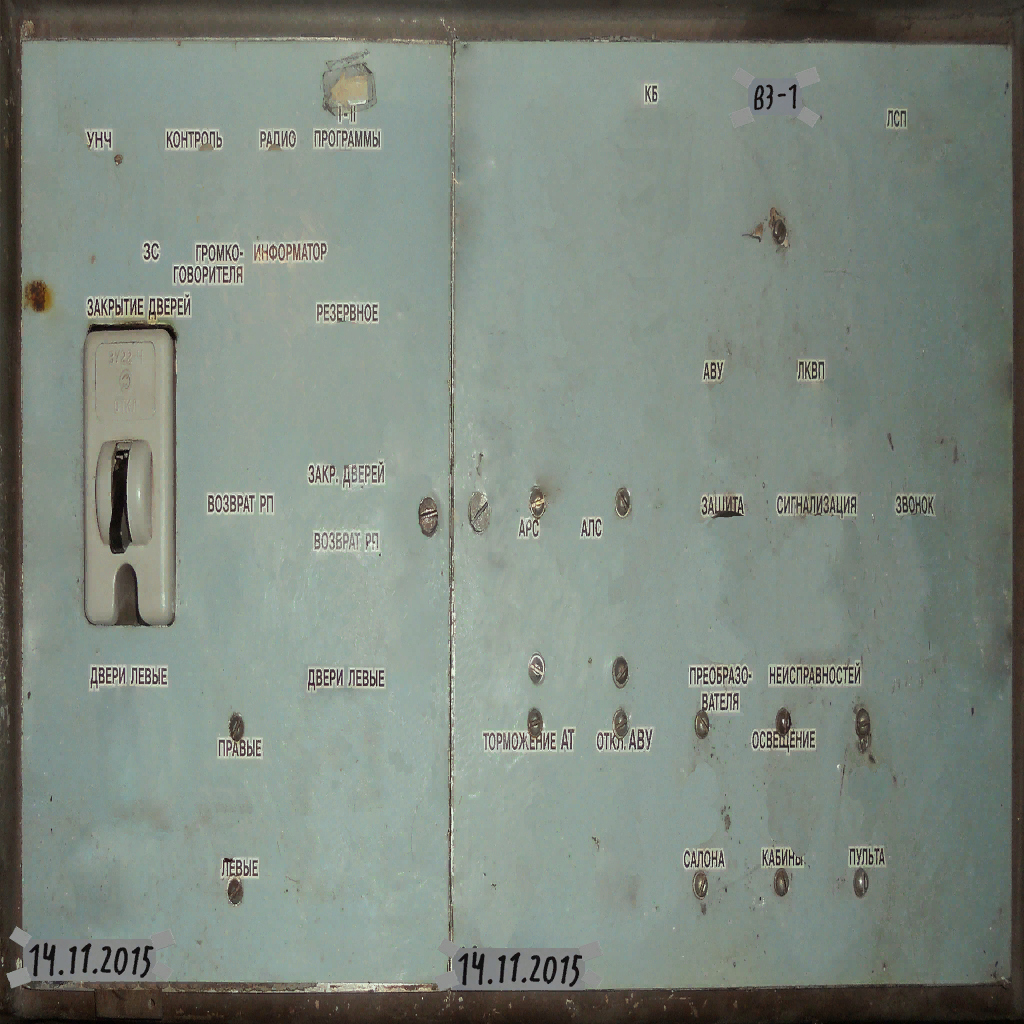 I-II
УНЧ КОНТРОЛЬ РАДИО ПРОГРАММЫ
ЗС ГРОМКО-
ГОВОРИТЕЛЯ
ИНФОРМАТОР
ЗАКРЫТИЕ ДВЕРЕЙ
РЕЗЕРВНОЕ
ЗАКР. ДВЕРЕЙ
ВОЗВРАТ РП
ВОЗВРАТ РП
ДВЕРИ ЛЕВЫЕ
ДВЕРИ ЛЕВЫЕ
ПРАВЫЕ
ЛЕВЫЕ
14.11.2015
КБ
ВЗ-1
ЛСП
АВУ
ЛКВП
ЗАЩИТА
СИГНАЛИЗАЦИЯ
ЗВОНОК
АРС
АЛС
ПРЕОБРАЗО-
ВАТЕЛЯ
НЕИСПРАВНОСТЕЙ
ТОРМОЖЕНИЕ АТ
ОТКЛ.АВУ
ОСВЕЩЕНИЕ
САЛОНА
КАБИНЫ
ПУЛЬТА
14.11.2015